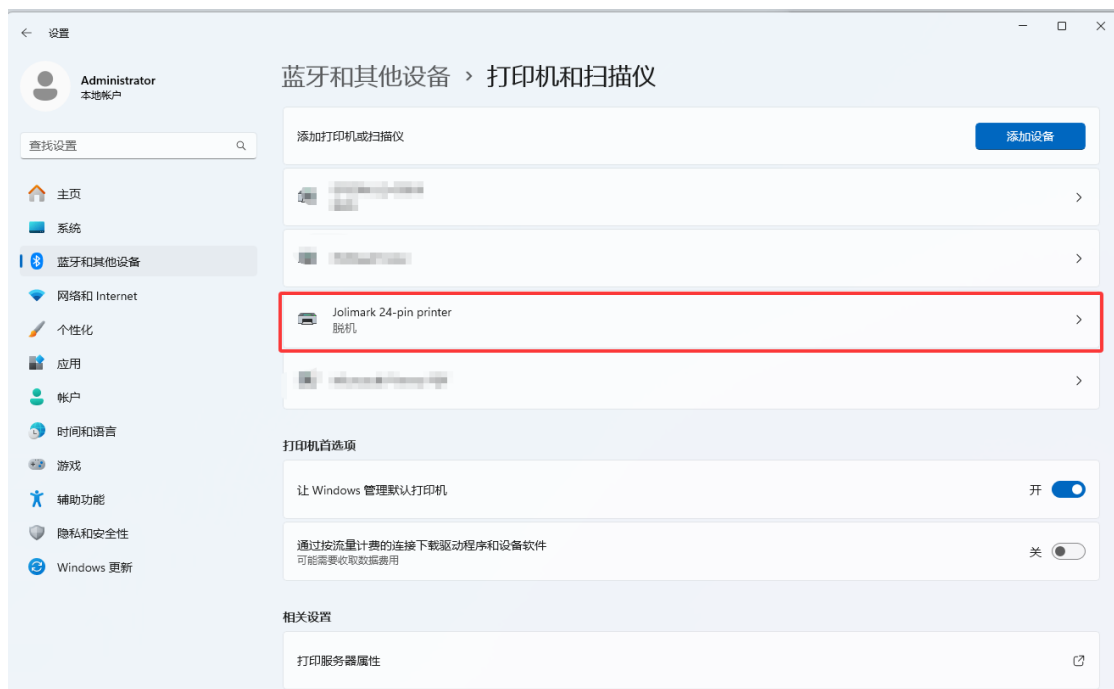 设置
Administrator
本地帐户
查找设置
主页
系统
蓝牙和其他设备
网络和 Internet
个性化
应用
帐户
时间和语言
游戏
辅助功能
隐私和安全性
Windows 更新
蓝牙和其他设备 › 打印机和扫描仪
添加打印机或扫描仪
添加设备
Jolimark 24-pin printer
脱机
打印机首选项
让 Windows 管理默认打印机
开
通过按流量计费的连接下载驱动程序和设备软件
可能需要收取数据费用
关
相关设置
打印服务器属性